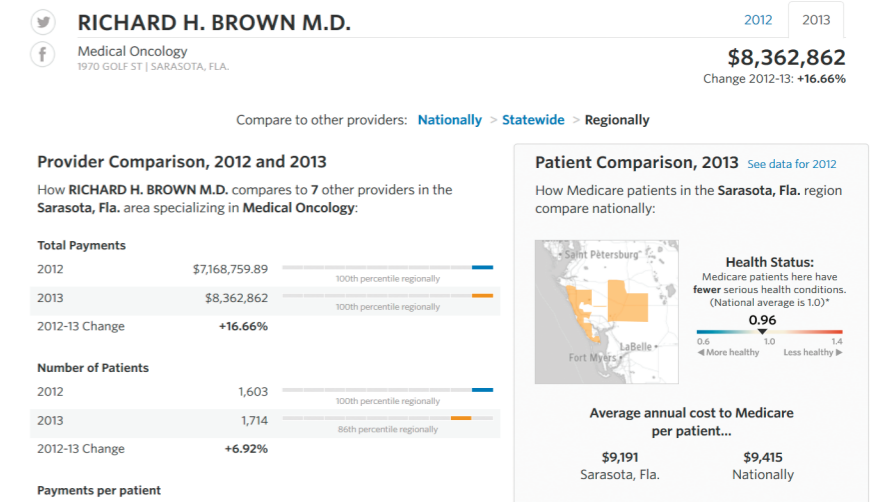 RICHARD H. BROWN M.D.
2012
2013
Medical Oncology
1970 GOLF ST | SARASOTA, FLA.
$8,362,862
Change 2012-13: +16.66%
Compare to other providers: Nationally > Statewide > Regionally
Provider Comparison, 2012 and 2013
How RICHARD H. BROWN M.D. compares to 7 other providers in the
Sarasota, Fla. area specializing in Medical Oncology:
Total Payments
2012 $7,168,759.89
100th percentile regionally
2013 $8,362,862
100th percentile regionally
2012-13 Change +16.66%
Number of Patients
2012 1,603
100th percentile regionally
2013 1,714
86th percentile regionally
2012-13 Change +6.92%
Payments per patient
Patient Comparison, 2013 See data for 2012
How Medicare patients in the Sarasota, Fla. region
compare nationally:
Saint Petersburg
LaBelle
Fort Myers
Health Status:
Medicare patients here have
fewer serious health conditions.
(National average is 1.0)*
0.96
0.6 1.0 1.4
◀More healthy Less healthy▶
Average annual cost to Medicare
per patient...
$9,191 $9,415
Sarasota, Fla. Nationally